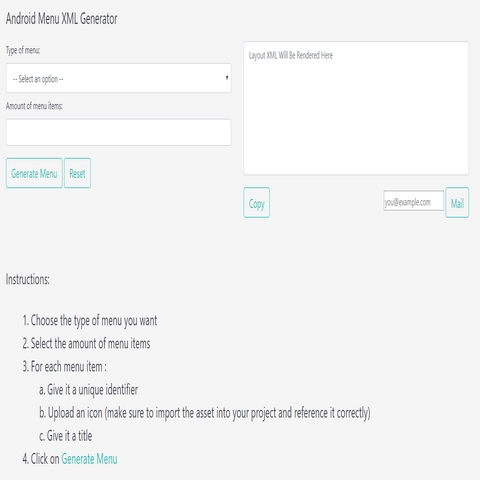 Android Menu XML Generator
Type of menu:
-- Select an option --
Amount of menu items:
Generate Menu
Reset
Layout XML Will Be Rendered Here
Copy
you@example.com
Mail
Instructions:
1. Choose the type of menu you want
2. Select the amount of menu items
3. For each menu item :
a. Give it a unique identifier
b. Upload an icon (make sure to import the asset into your project and reference it correctly)
c. Give it a title
4. Click on Generate Menu